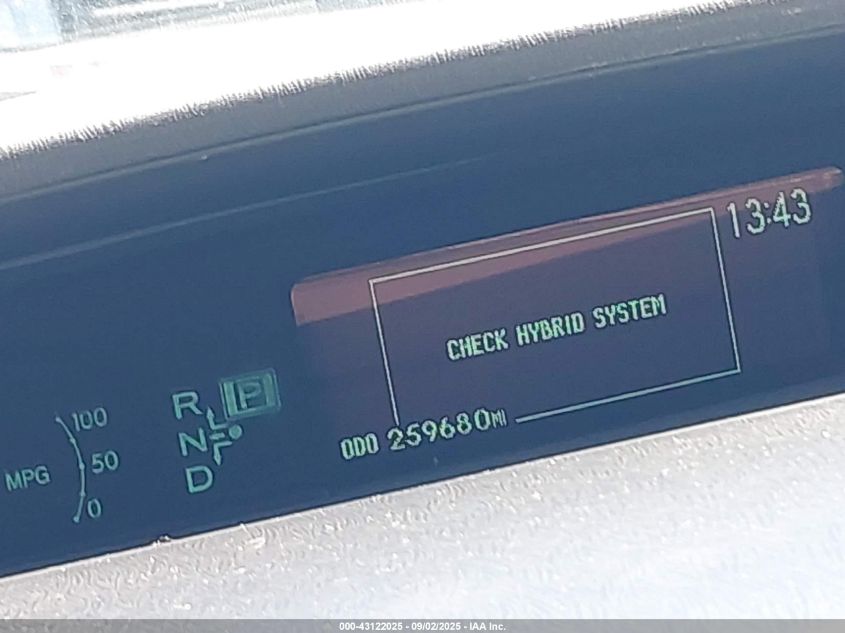 13:43
CHECK HYBRID SYSTEM
R P
N
D
ODO 259680MI
100
50
MPG
0
000-43122025 - 09/02/2025 - IAA Inc.